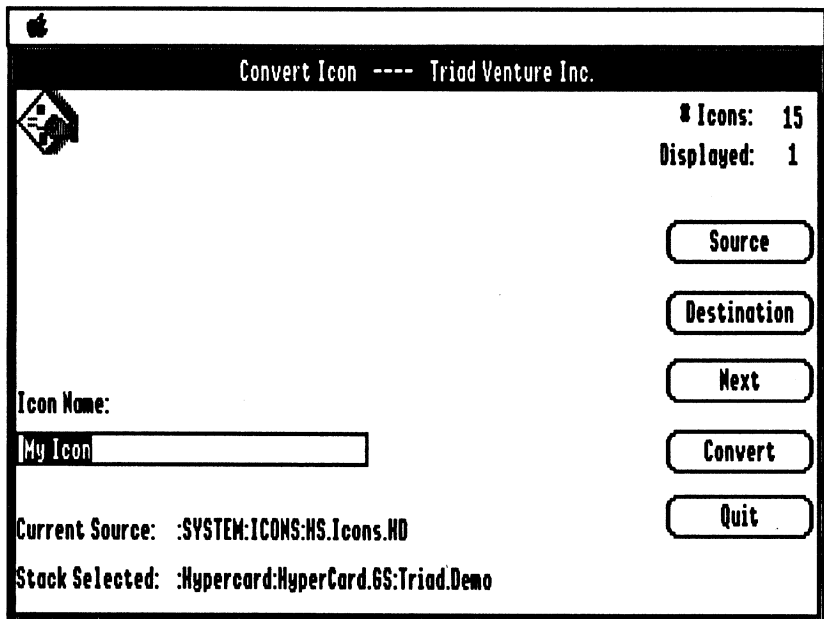 Convert Icon ---- Triad Venture Inc.
# Icons: 15
Displayed: 1
Source
Destination
Next
Icon Name:
My Icon
Convert
Quit
Current Source: :SYSTEM:ICONS:HS.Icons.HD
Stack Selected: :Hypercard:HyperCard.GS:Triad.Demo